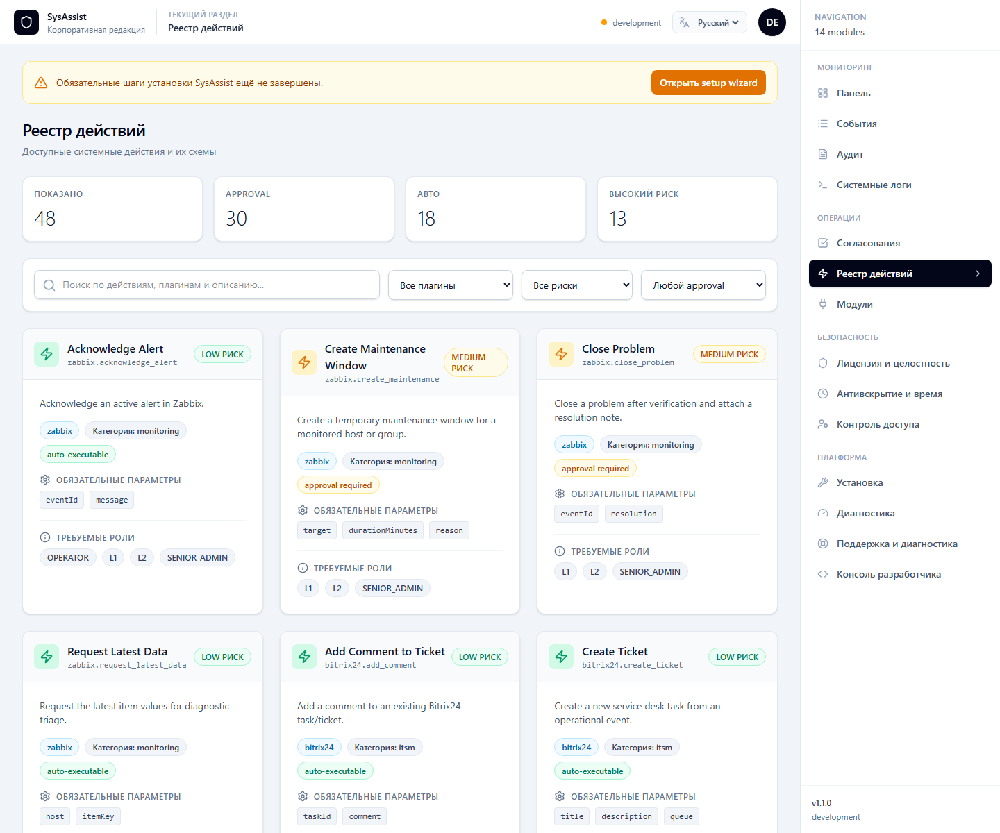 SysAssist
Корпоративная редакция
ТЕКУЩИЙ РАЗДЕЛ
Реестр действий
development
Русский
DE
Обязательные шаги установки SysAssist ещё не завершены.
Открыть setup wizard
Реестр действий
Доступные системные действия и их схемы
ПОКАЗАНО
48
APPROVAL
30
АВТО
18
ВЫСОКИЙ РИСК
13
Поиск по действиям, плагинам и описанию...
Все плагины
Все риски
Любой approval
Acknowledge Alert
zabbix.acknowledge_alert
LOW РИСК
Acknowledge an active alert in Zabbix.
zabbix
Категория: monitoring
auto-executable
ОБЯЗАТЕЛЬНЫЕ ПАРАМЕТРЫ
eventId
message
ТРЕБУЕМЫЕ РОЛИ
OPERATOR
L1
L2
SENIOR_ADMIN
Create Maintenance
Window
zabbix.create_maintenance
MEDIUM
РИСК
Create a temporary maintenance window for a
monitored host or group.
zabbix
Категория: monitoring
approval required
ОБЯЗАТЕЛЬНЫЕ ПАРАМЕТРЫ
target
durationMinutes
reason
ТРЕБУЕМЫЕ РОЛИ
L1
L2
SENIOR_ADMIN
Close Problem
zabbix.close_problem
MEDIUM РИСК
Close a problem after verification and attach a
resolution note.
zabbix
Категория: monitoring
approval required
ОБЯЗАТЕЛЬНЫЕ ПАРАМЕТРЫ
eventId
resolution
ТРЕБУЕМЫЕ РОЛИ
L1
L2
SENIOR_ADMIN
Request Latest Data
zabbix.request_latest_data
LOW РИСК
Request the latest item values for diagnostic
triage.
zabbix
Категория: monitoring
auto-executable
ОБЯЗАТЕЛЬНЫЕ ПАРАМЕТРЫ
host
itemKey
Add Comment to Ticket
bitrix24.add_comment
LOW РИСК
Add a comment to an existing Bitrix24
task/ticket.
bitrix24
Категория: itsm
auto-executable
ОБЯЗАТЕЛЬНЫЕ ПАРАМЕТРЫ
taskId
comment
Create Ticket
bitrix24.create_ticket
LOW РИСК
Create a new service desk task from an
operational event.
bitrix24
Категория: itsm
auto-executable
ОБЯЗАТЕЛЬНЫЕ ПАРАМЕТРЫ
title
description
queue
NAVIGATION
14 modules
МОНИТОРИНГ
Панель
События
Аудит
Системные логи
ОПЕРАЦИИ
Согласования
Реестр действий
Модули
БЕЗОПАСНОСТЬ
Лицензия и целостность
Антивскрытие и время
Контроль доступа
ПЛАТФОРМА
Установка
Диагностика
Поддержка и диагностика
Консоль разработчика
v1.1.0
development